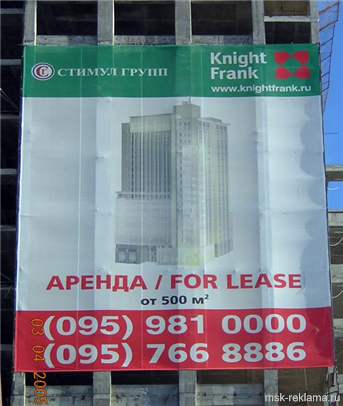 СТИМУЛ ГРУПП
Knight
Frank
www.knightfrank.ru
АРЕНДА / FOR LEASE
от 500 м²
(095) 981 0000
(095) 766 8886
03 04 2005
msk-reklama.ru